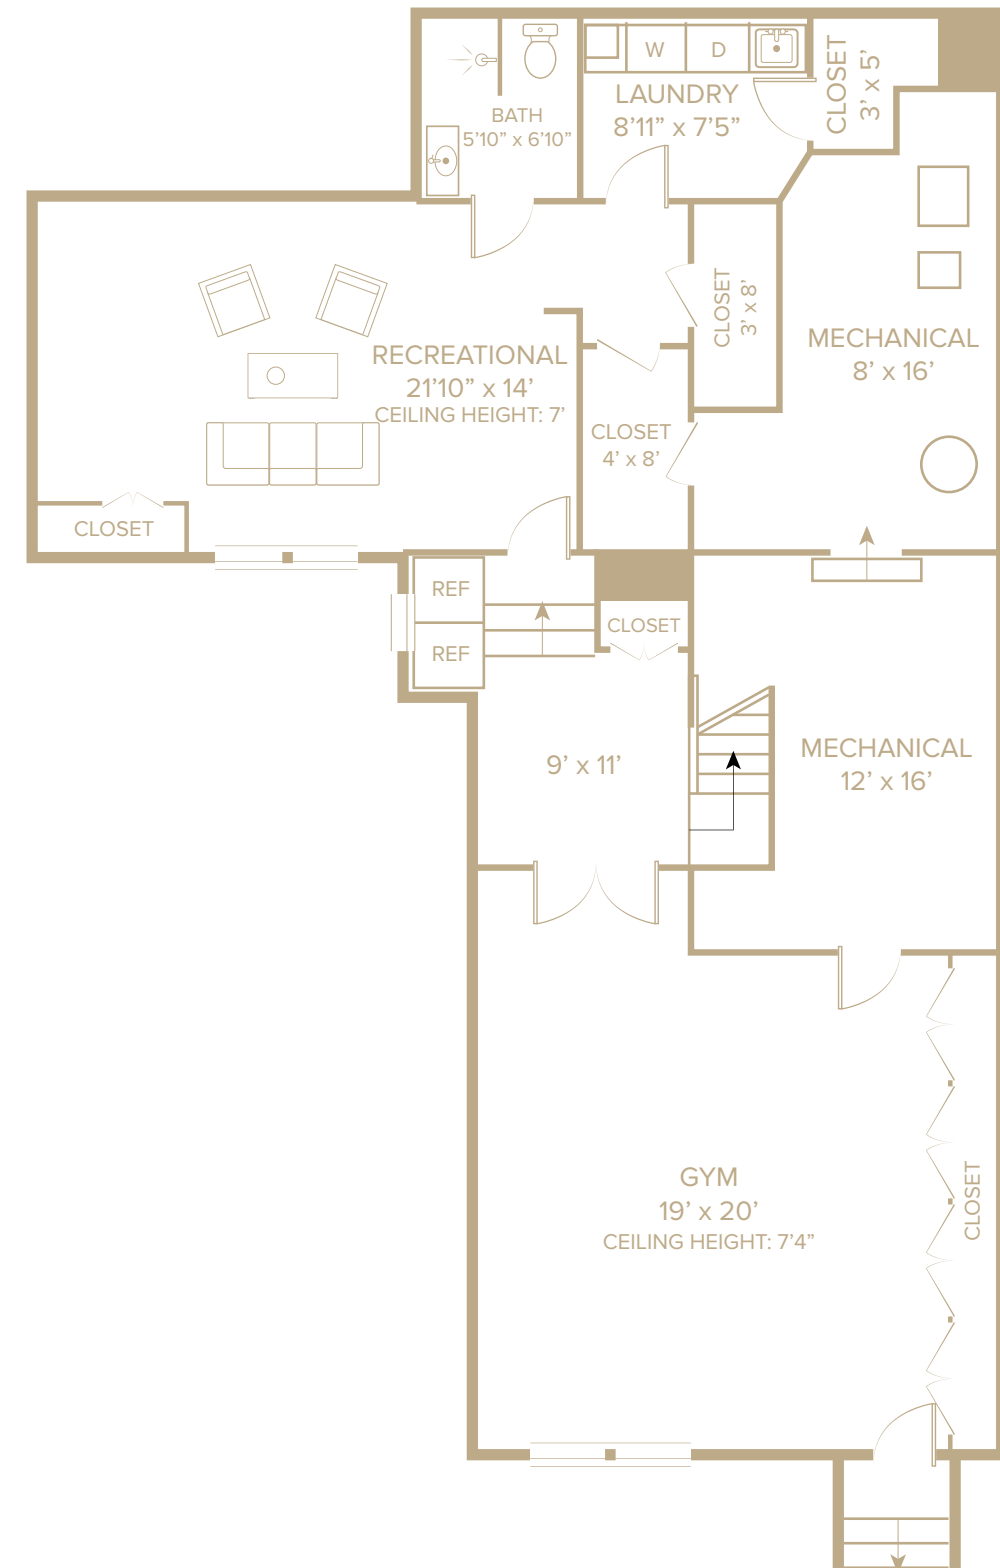 W
D
BATH
5'10” x 6'10”
LAUNDRY
8'11” x 7'5”
CLOSET
3’ x 5’
CLOSET
3’ x 8’
MECHANICAL
8’ x 16’
RECREATIONAL
21'10” x 14’
CEILING HEIGHT: 7’
CLOSET
4’ x 8’
CLOSET
REF
REF
CLOSET
9’ x 11’
MECHANICAL
12’ x 16’
GYM
19’ x 20’
CEILING HEIGHT: 7'4”
CLOSET